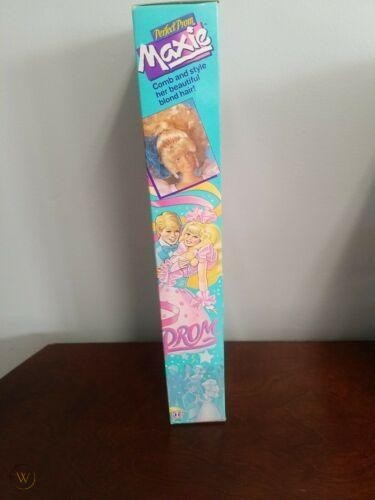 Perfect Prom
Maxie
Comb and style
her beautiful
blond hair!
PROM
W